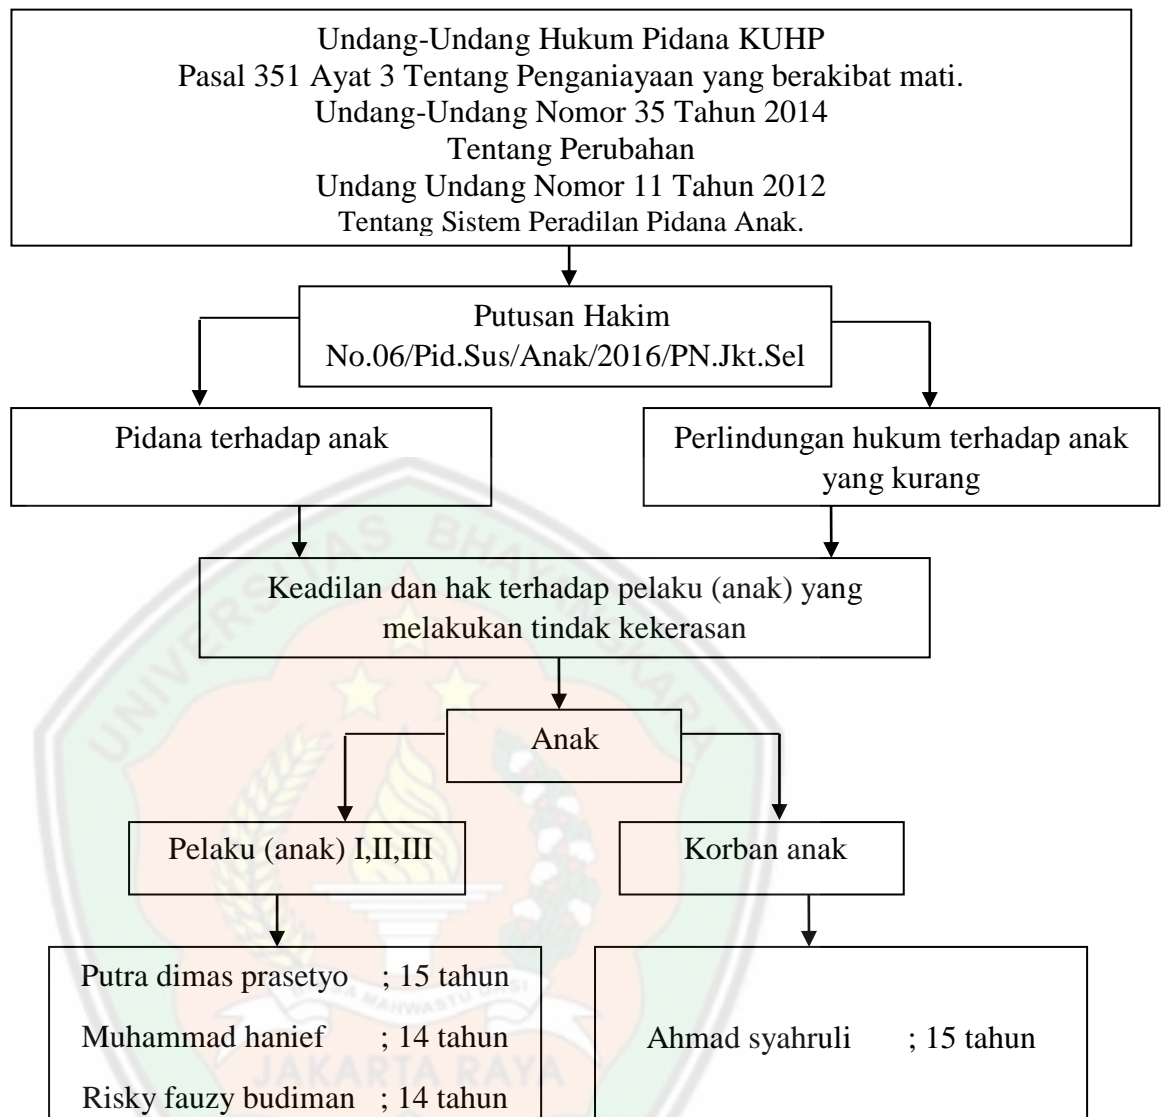 Undang-Undang Hukum Pidana KUHP
Pasal 351 Ayat 3 Tentang Penganiayaan yang berakibat mati.
Undang-Undang Nomor 35 Tahun 2014
Tentang Perubahan
Undang Undang Nomor 11 Tahun 2012
Tentang Sistem Peradilan Pidana Anak.
Putusan Hakim
No.06/Pid.Sus/Anak/2016/PN.Jkt.Sel
Pidana terhadap anak
Perlindungan hukum terhadap anak
yang kurang
Keadilan dan hak terhadap pelaku (anak) yang
melakukan tindak kekerasan
Anak
Pelaku (anak) I,II,III
Korban anak
Putra dimas prasetyo ; 15 tahun
Muhammad hanief ; 14 tahun
Risky fauzy budiman ; 14 tahun
Ahmad syahruli ; 15 tahun
UNIVERSITAS BHAYANGKARA
JAKARTA RAYA